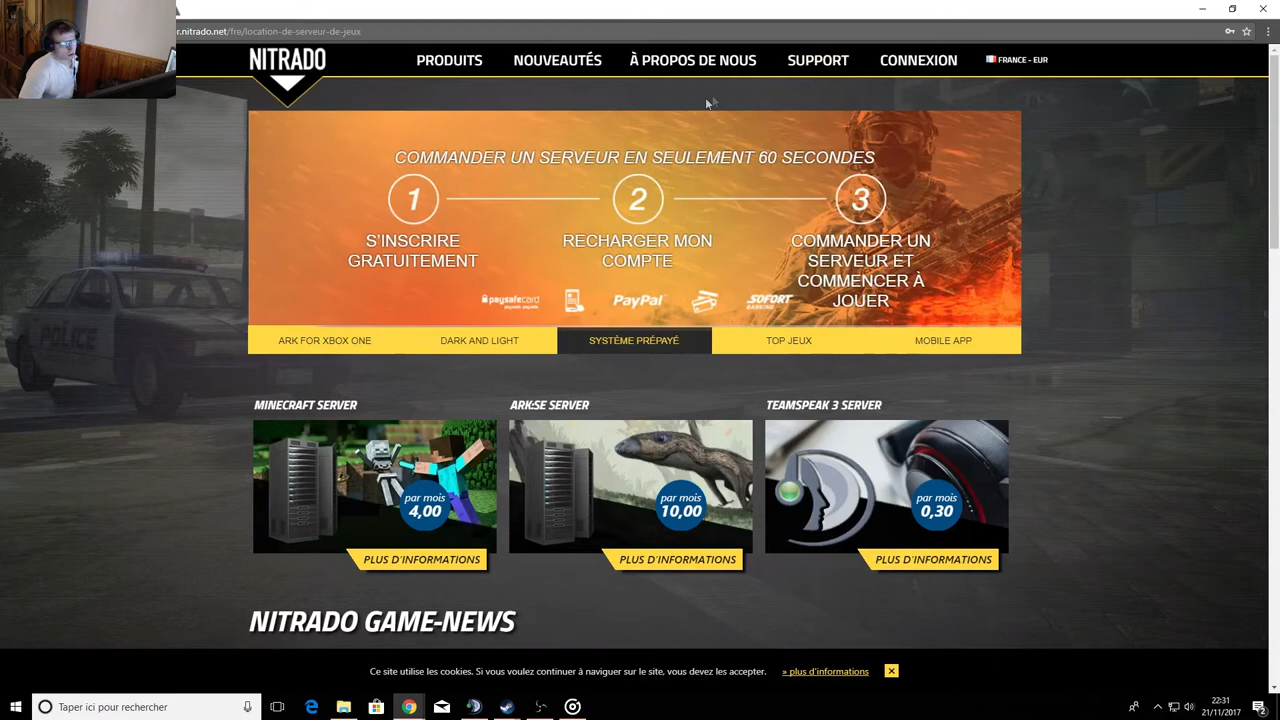 r.nitrado.net/fre/location-de-serveur-de-jeux
NITRADO
PRODUITS
NOUVEAUTÉS
À PROPOS DE NOUS
SUPPORT
CONNEXION
FRANCE - EUR
COMMANDER UN SERVEUR EN SEULEMENT 60 SECONDES
1
2
3
S'INSCRIRE
GRATUITEMENT
RECHARGER MON
COMPTE
COMMANDER UN
SERVEUR ET
COMMENCER À
JOUER
paysafecard
PayPal
SOFORT
BANKING
ARK FOR XBOX ONE
DARK AND LIGHT
SYSTÈME PRÉPAYÉ
TOP JEUX
MOBILE APP
MINECRAFT SERVER
ARK:SE SERVER
TEAMSPEAK 3 SERVER
POLICE
par mois
4,00
par mois
10,00
par mois
0,30
PLUS D'INFORMATIONS
PLUS D'INFORMATIONS
PLUS D'INFORMATIONS
NITRADO GAME-NEWS
Ce site utilise les cookies. Si vous voulez continuer à naviguer sur le site, vous devez les accepter.
» plus d'informations
Taper ici pour rechercher
22:31
21/11/2017
2